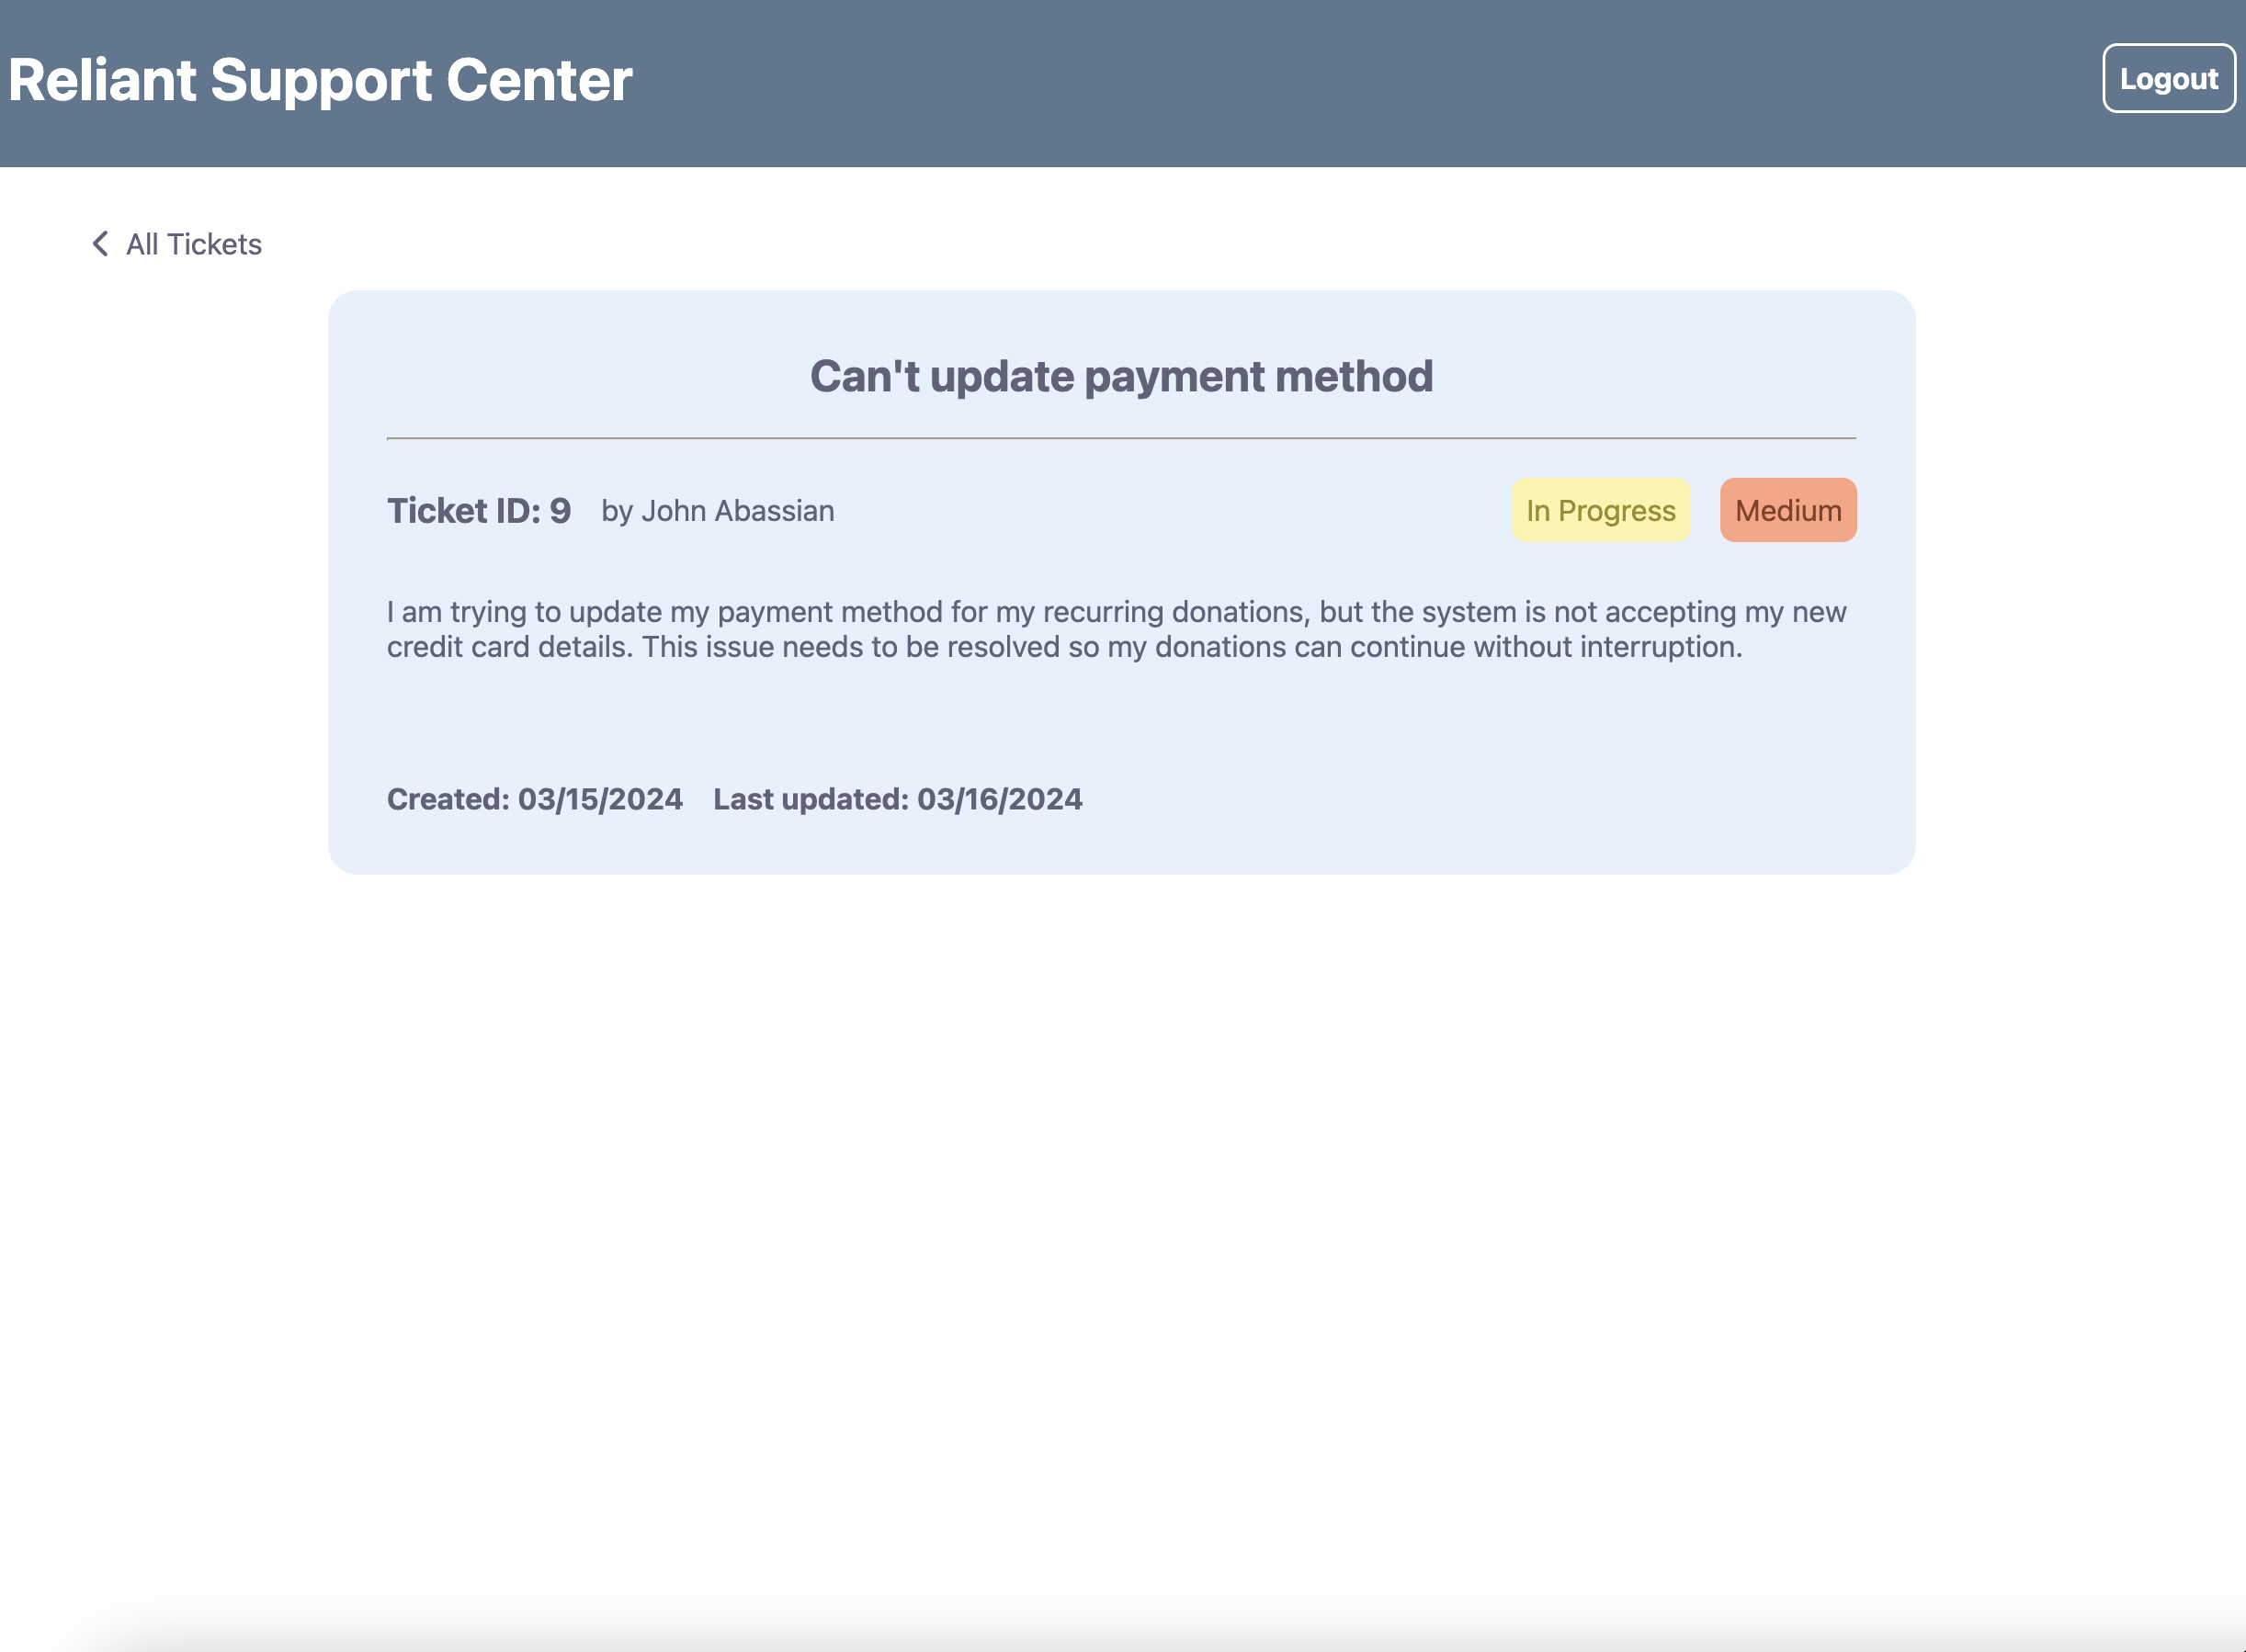 Reliant Support Center
Logout
All Tickets
Can't update payment method
Ticket ID: 9 by John Abassian
In Progress
Medium
I am trying to update my payment method for my recurring donations, but the system is not accepting my new
credit card details. This issue needs to be resolved so my donations can continue without interruption.
Created: 03/15/2024 Last updated: 03/16/2024